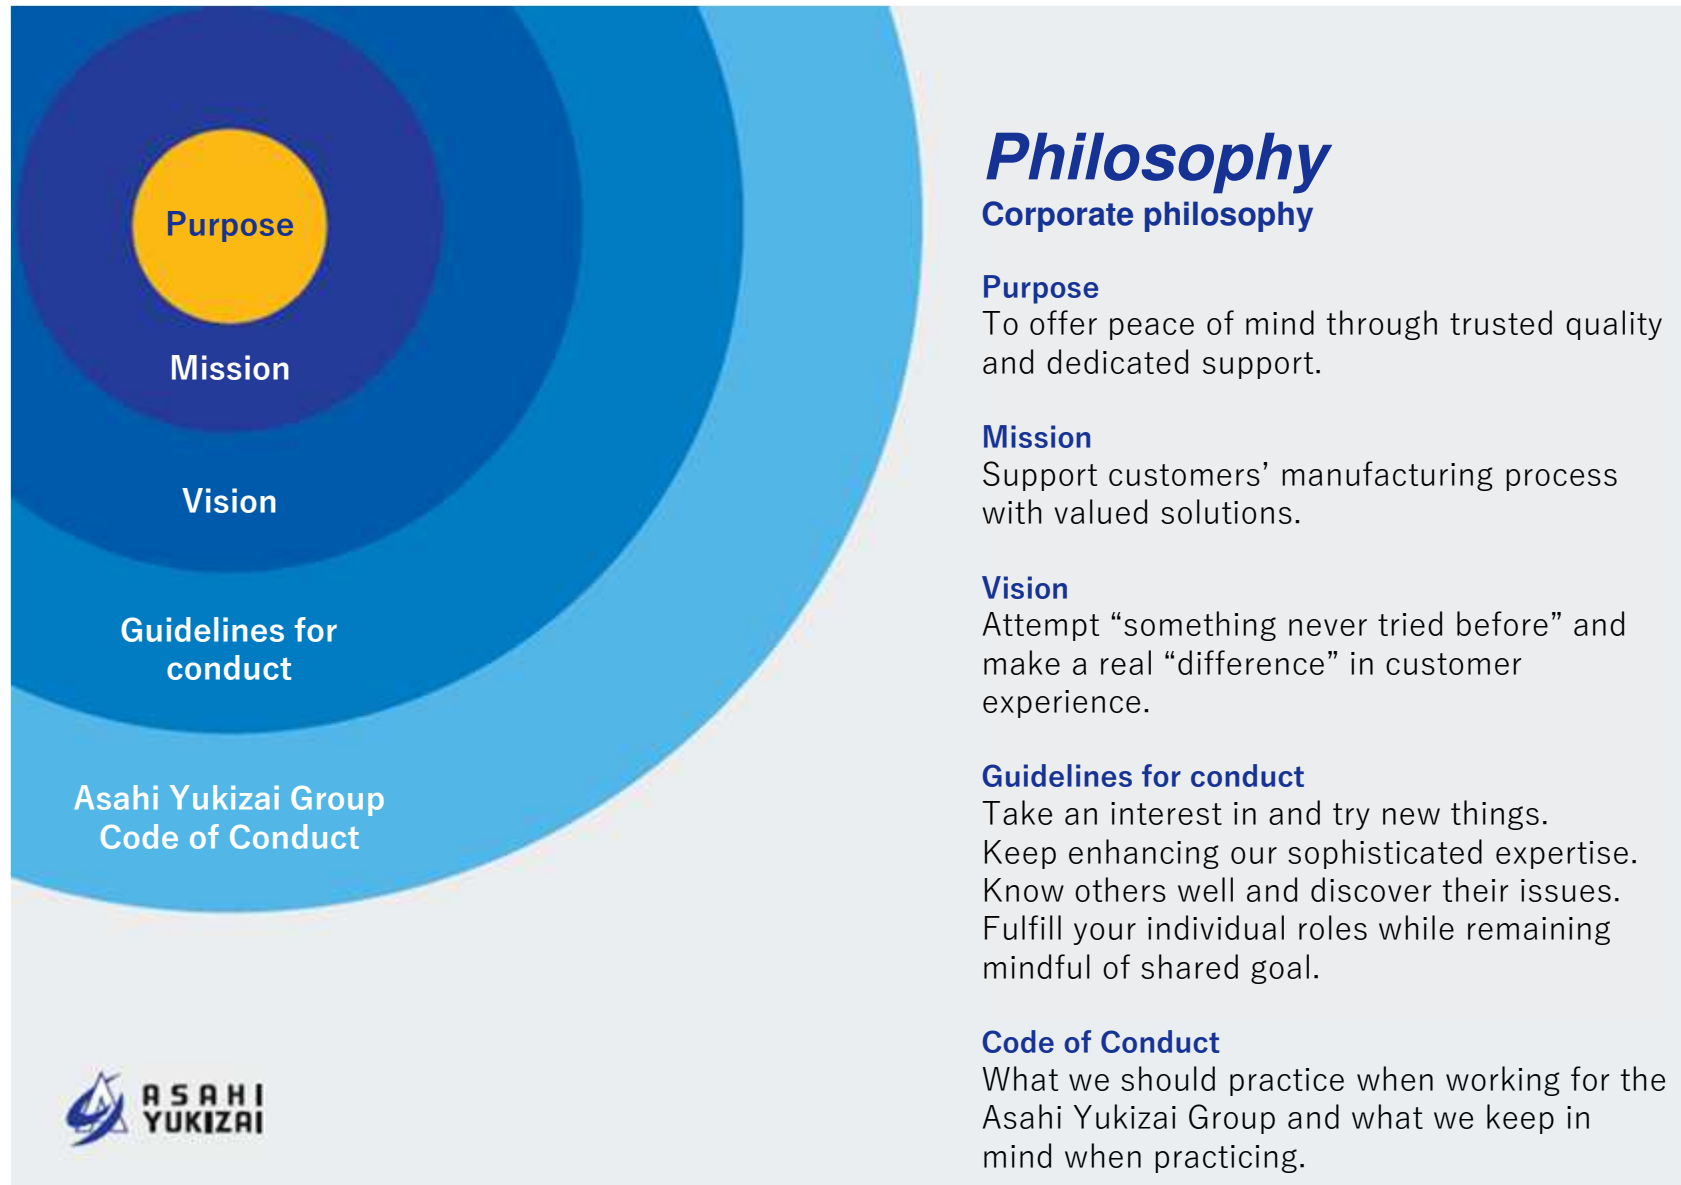 Purpose
Mission
Vision
Guidelines for
conduct
Asahi Yukizai Group
Code of Conduct
ASAHI
YUKIZAI
Philosophy
Corporate philosophy
Purpose
To offer peace of mind through trusted quality
and dedicated support.
Mission
Support customers’ manufacturing process
with valued solutions.
Vision
Attempt “something never tried before” and
make a real “difference” in customer
experience.
Guidelines for conduct
Take an interest in and try new things.
Keep enhancing our sophisticated expertise.
Know others well and discover their issues.
Fulfill your individual roles while remaining
mindful of shared goal.
Code of Conduct
What we should practice when working for the
Asahi Yukizai Group and what we keep in
mind when practicing.